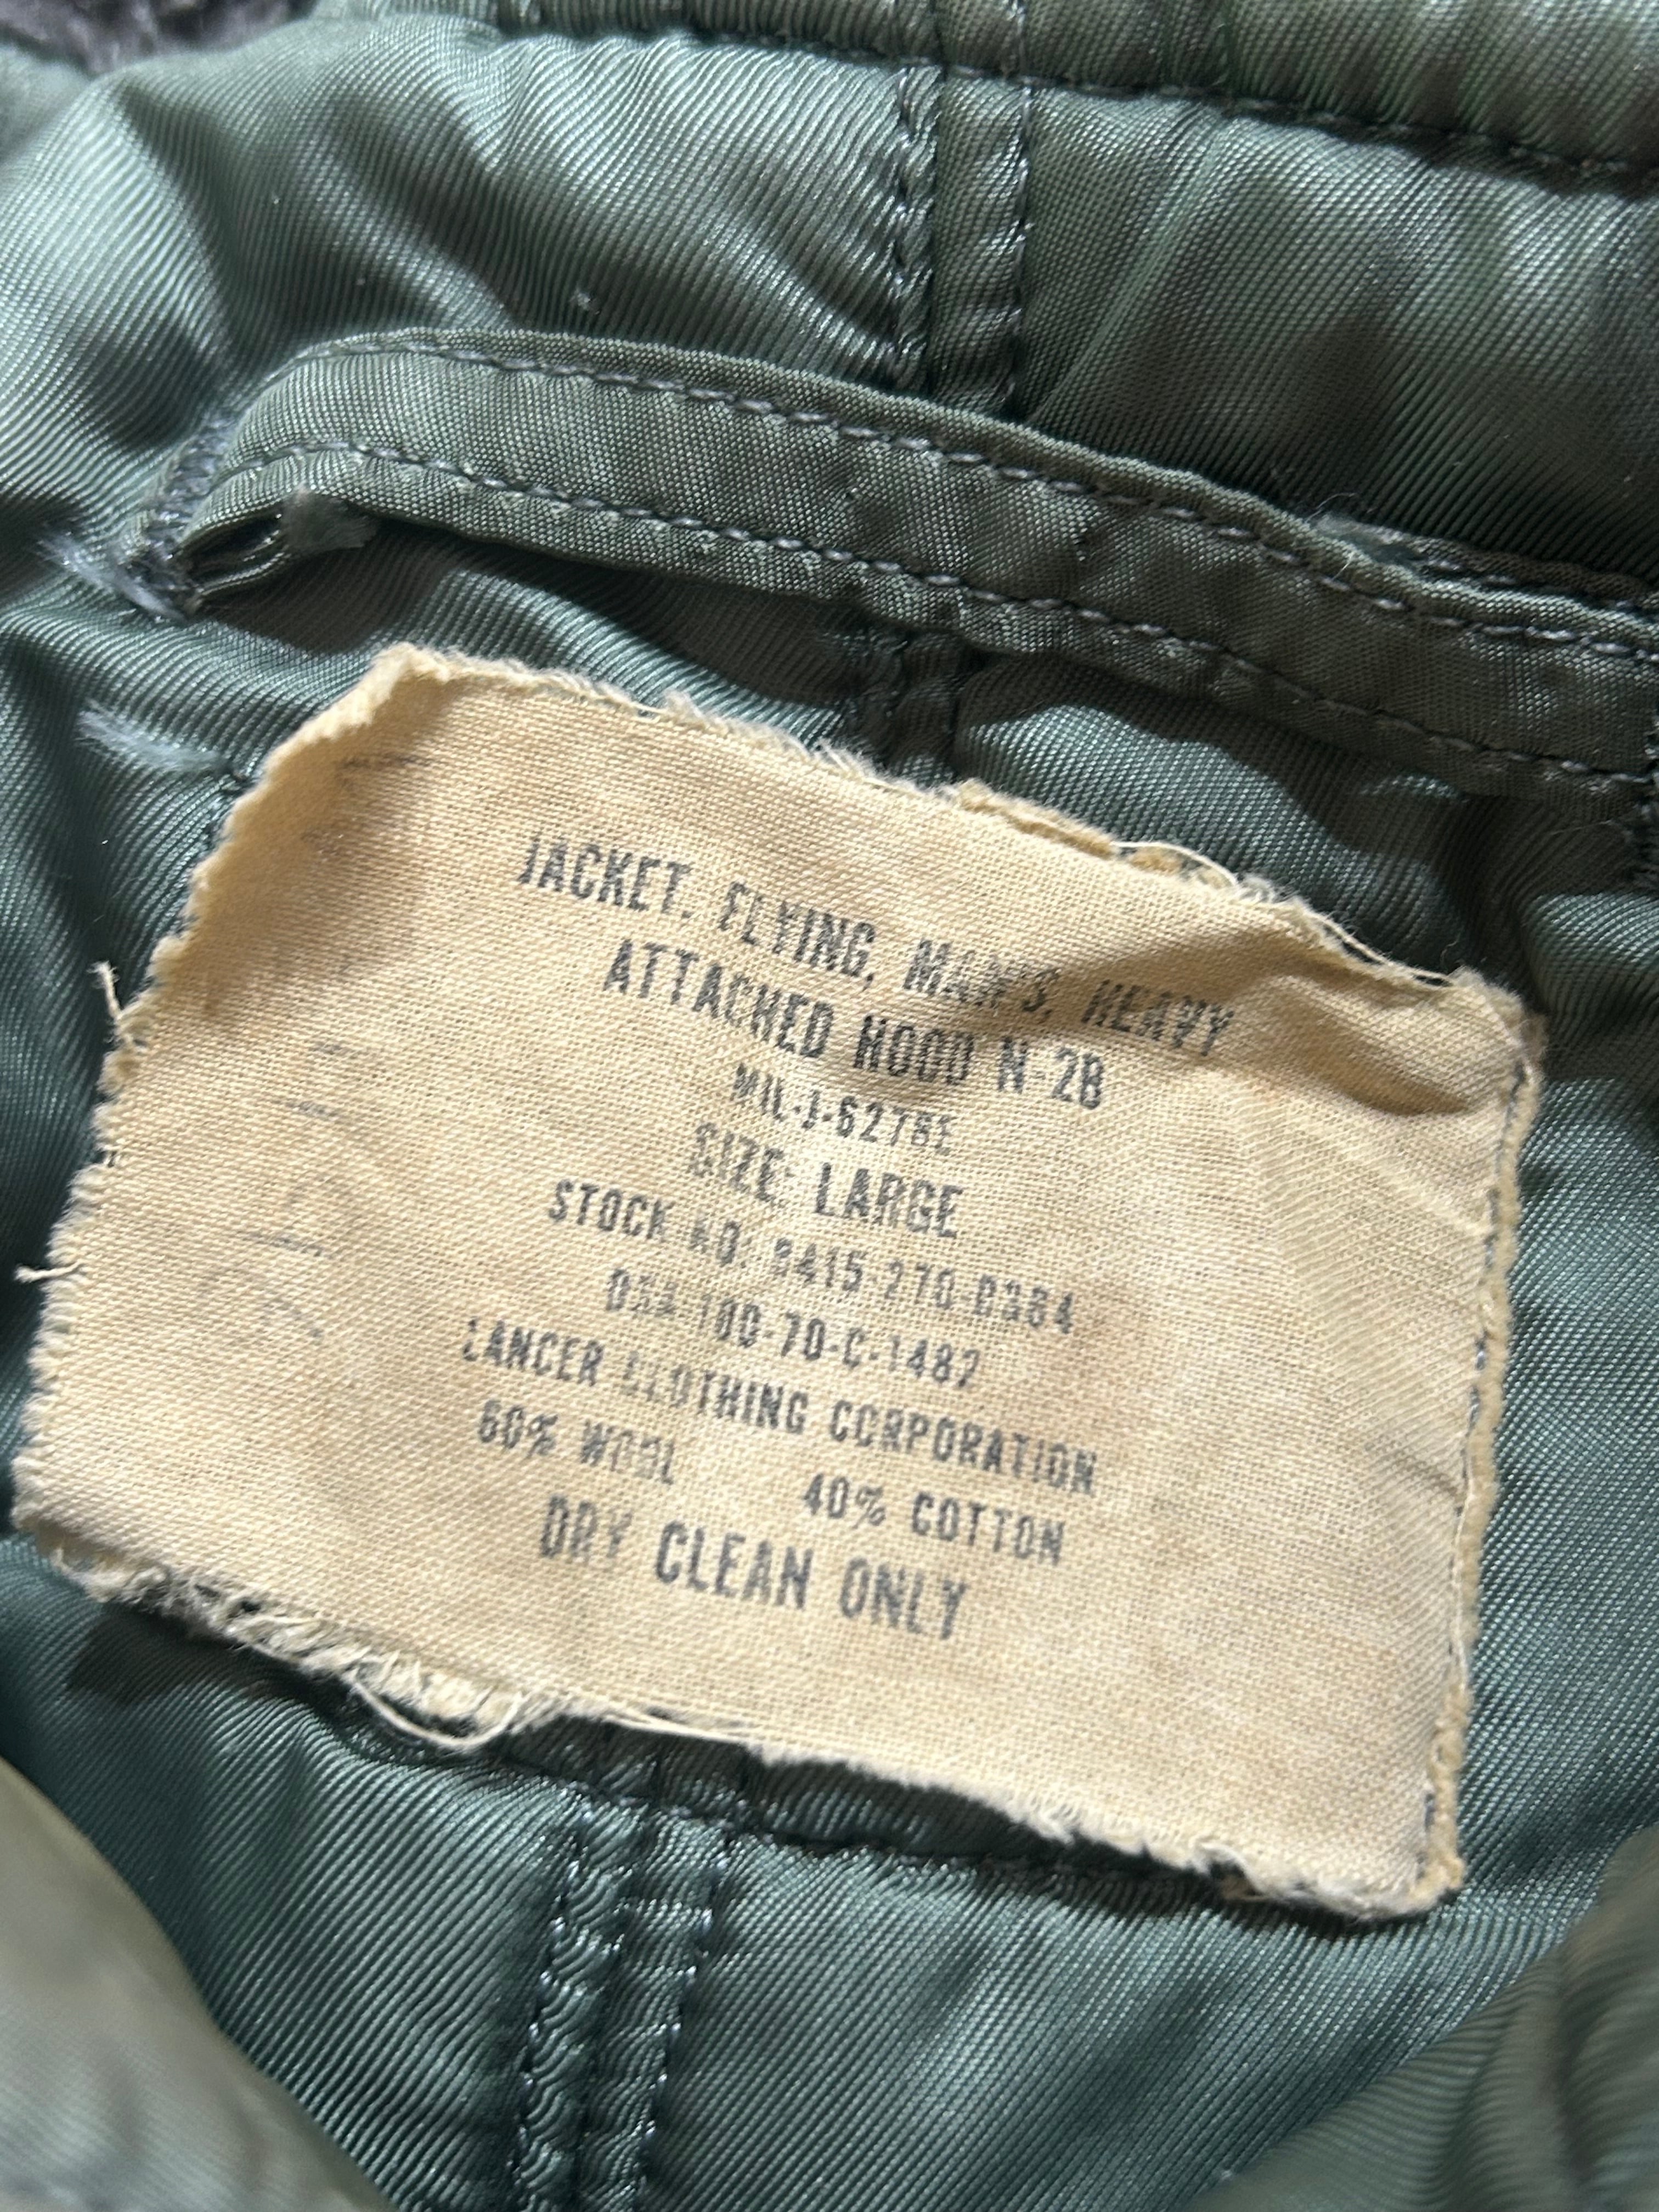 JACKET, FLYING, MAN'S, HEAVY
ATTACHED HOOD N-2B
MIL-J-6278E
SIZE: LARGE
STOCK NO: 8415-270-0384
DSA-100-70-C-1482
LANCER CLOTHING CORPORATION
60% WOOL 40% COTTON
DRY CLEAN ONLY